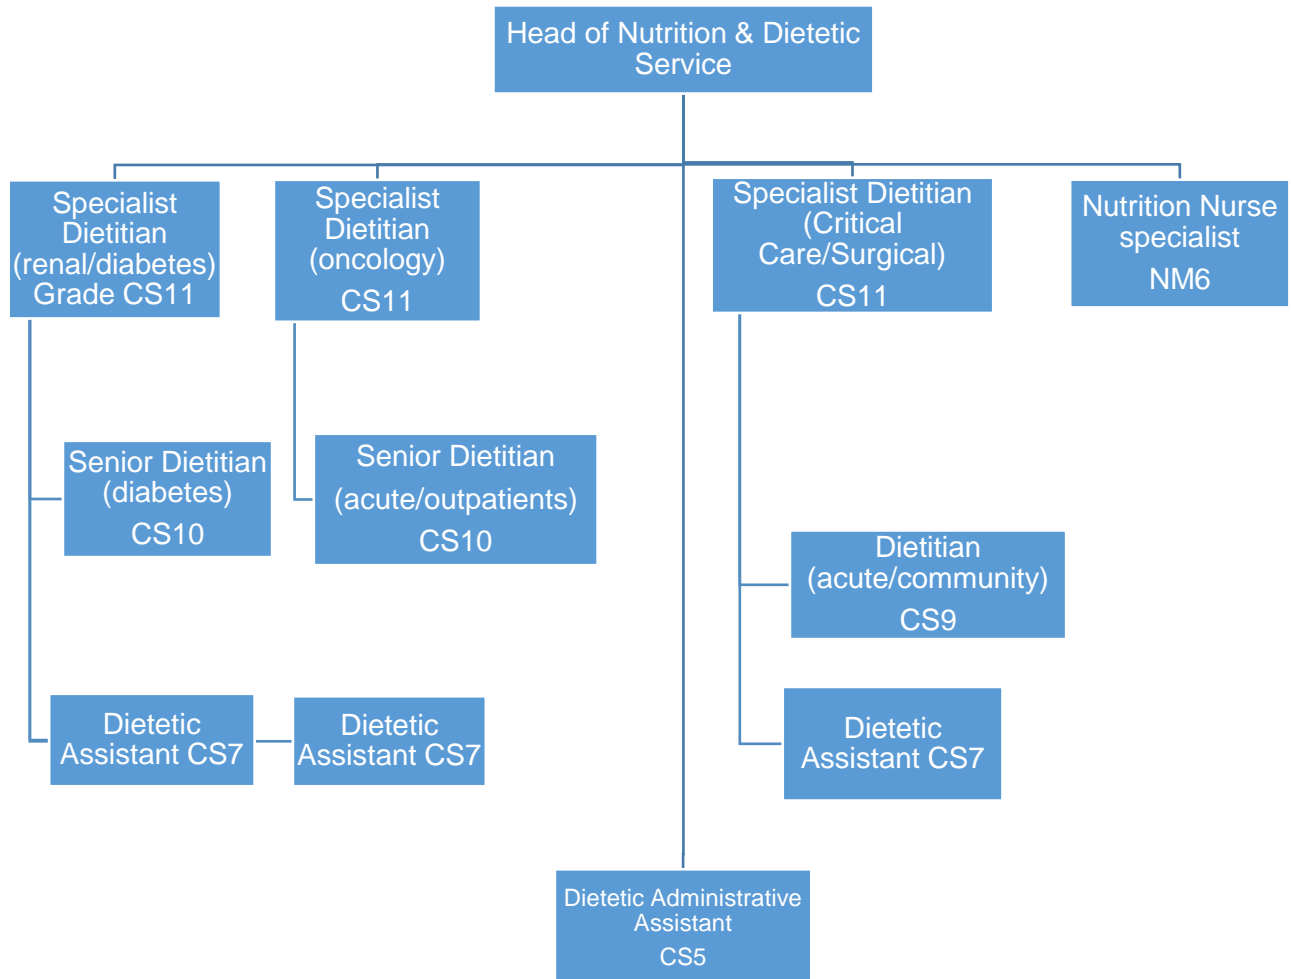 Head of Nutrition & Dietetic
Service
Specialist
Dietitian
(renal/diabetes)
Grade CS11
Specialist
Dietitian
(oncology)
CS11
Specialist Dietitian
(Critical
Care/Surgical)
CS11
Nutrition Nurse
specialist
NM6
Senior Dietitian
(diabetes)
CS10
Senior Dietitian
(acute/outpatients)
CS10
Dietitian
(acute/community)
CS9
Dietetic
Assistant CS7
Dietetic
Assistant CS7
Dietetic
Assistant CS7
Dietetic Administrative
Assistant
CS5